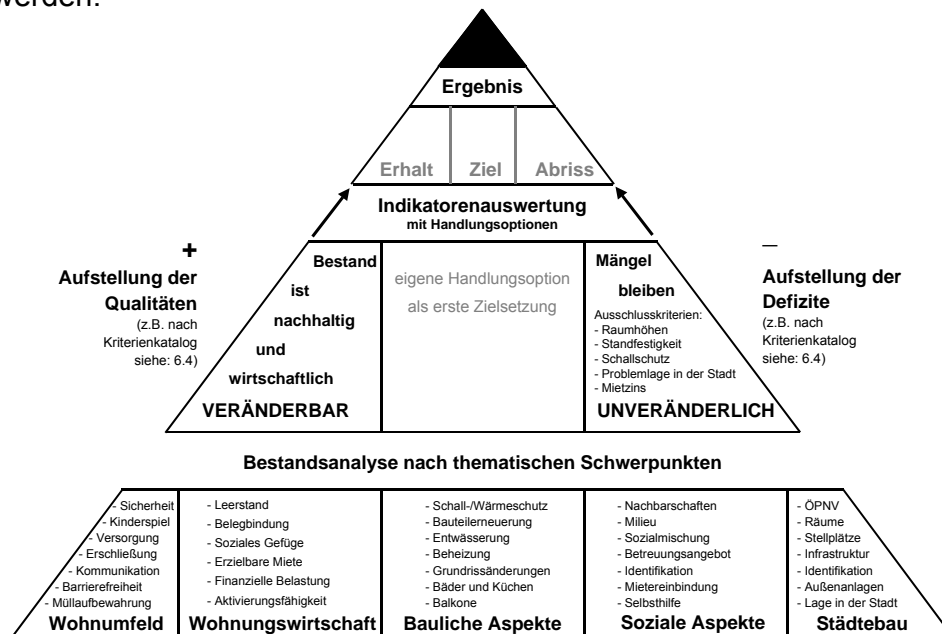 werden.
Ergebnis
Erhalt
Ziel
Abriss
Indikatorenauswertung
mit Handlungsoptionen
+
Aufstellung der
Qualitäten
(z.B. nach
Kriterienkatalog
siehe: 6.4)
Bestand
ist
nachhaltig
und
wirtschaftlich
VERÄNDERBAR
eigene Handlungsoption
als erste Zielsetzung
Mängel
bleiben
Ausschlusskriterien:
- Raumhöhen
- Standfestigkeit
- Schallschutz
- Problemlage in der Stadt
- Mietzins
UNVERÄNDERLICH
–
Aufstellung der
Defizite
(z.B. nach
Kriterienkatalog
siehe: 6.4)
Bestandsanalyse nach thematischen Schwerpunkten
- Sicherheit
- Kinderspiel
- Versorgung
- Erschließung
- Kommunikation
- Barrierefreiheit
- Müllaufbewahrung
Wohnumfeld
- Leerstand
- Belegbindung
- Soziales Gefüge
- Erzielbare Miete
- Finanzielle Belastung
- Aktivierungsfähigkeit
Wohnungswirtschaft
- Schall-/Wärmeschutz
- Bauteilerneuerung
- Entwässerung
- Beheizung
- Grundrissänderungen
- Bäder und Küchen
- Balkone
Bauliche Aspekte
- Nachbarschaften
- Milieu
- Sozialmischung
- Betreuungsangebot
- Identifikation
- Mietereinbindung
- Selbsthilfe
Soziale Aspekte
- ÖPNV
- Räume
- Stellplätze
- Infrastruktur
- Identifikation
- Außenanlagen
- Lage in der Stadt
Städtebau